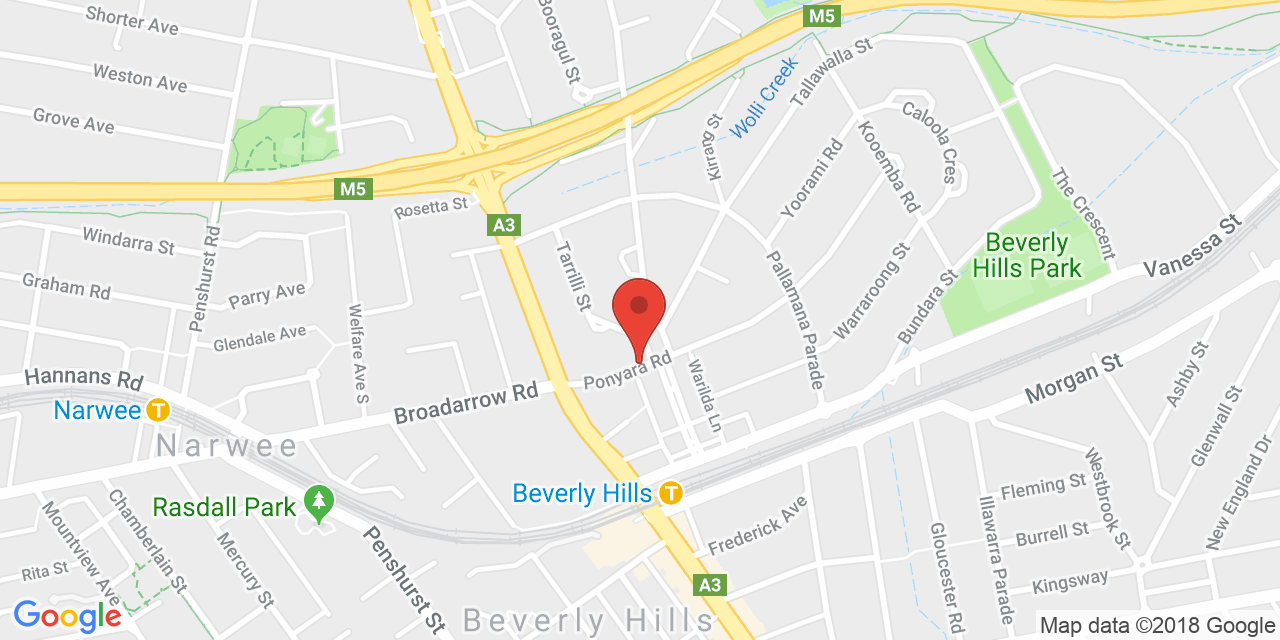 Shorter Ave
Booragul St
M5
Weston Ave
Tallawalla St
Grove Ave
Wolli Creek
Caloola Cres
Kirrang St
Kooemba Rd
Yoorami Rd
M5
The Crescent
Rosetta St
A3
Windarra St
Penshurst Rd
Vanessa St
Beverly
Hills Park
Tarrilli St
Pallamana Parade
Warraroong St
Bundara St
Graham Rd
Parry Ave
Glendale Ave
Welfare Ave S
Hannans Rd
Ponyara Rd
Warilda Ln
Morgan St
Ashby St
Broadarrow Rd
Narwee
T
Narwee
Glenwall St
New England Dr
Beverly Hills
T
Rasdall Park
Fleming St
Westbrook St
Frederick Ave
Mountview Ave
Chamberlain St
Mercury St
Penshurst St
Gloucester Rd
Illawarra Parade
Burrell St
Rita St
A3
Kingsway
Google
Beverly Hills
Map data ©2018 Google